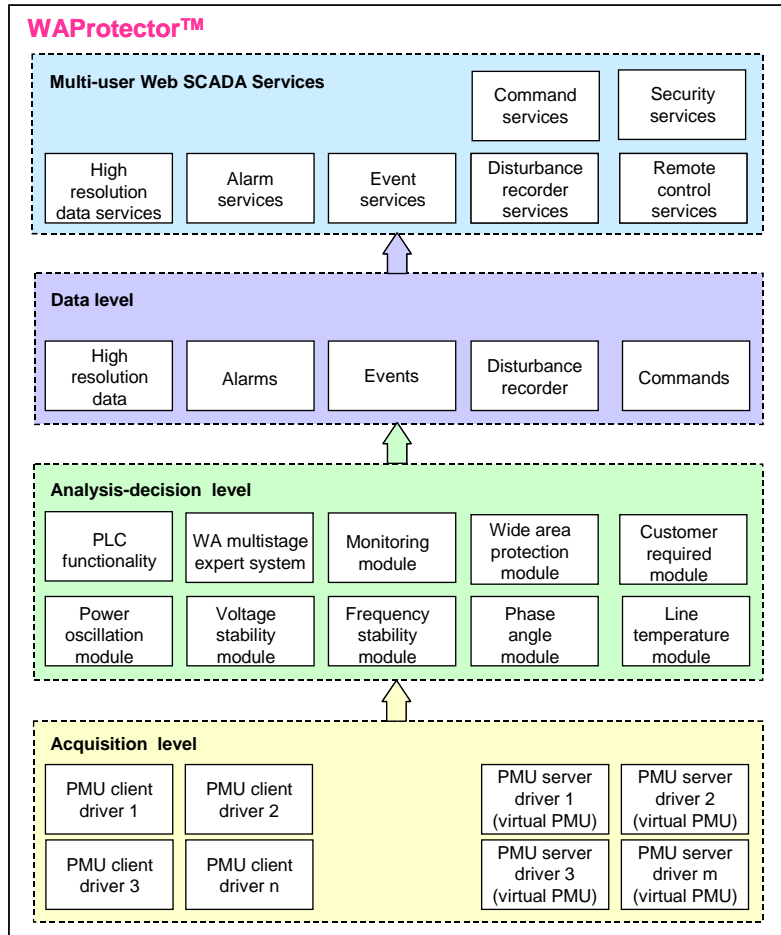 WAProtector™
Multi-user Web SCADA Services
Command
services
Security
services
High
resolution
data services
Alarm
services
Event
services
Disturbance
recorder
services
Remote
control
services
Data level
High
resolution
data
Alarms
Events
Disturbance
recorder
Commands
Analysis-decision level
PLC
functionality
WA multistage
expert system
Monitoring
module
Wide area
protection
module
Customer
required
module
Power
oscillation
module
Voltage
stability
module
Frequency
stability
module
Phase
angle
module
Line
temperature
module
Acquisition level
PMU client
driver 1
PMU client
driver 2
PMU server
driver 1
(virtual PMU)
PMU server
driver 2
(virtual PMU)
PMU client
driver 3
PMU client
driver n
PMU server
driver 3
(virtual PMU)
PMU server
driver m
(virtual PMU)